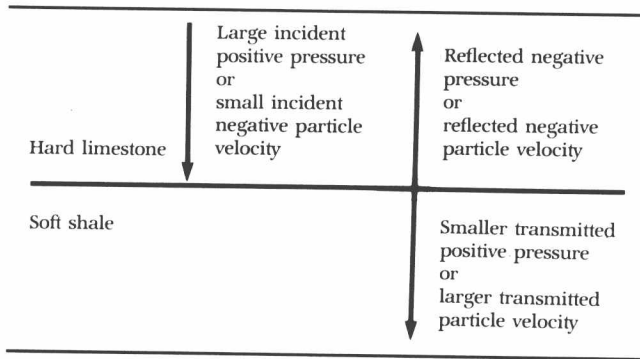 Large incident
positive pressure
or
small incident
negative particle
velocity
Reflected negative
pressure
or
reflected negative
particle velocity
Hard limestone
Soft shale
Smaller transmitted
positive pressure
or
larger transmitted
particle velocity